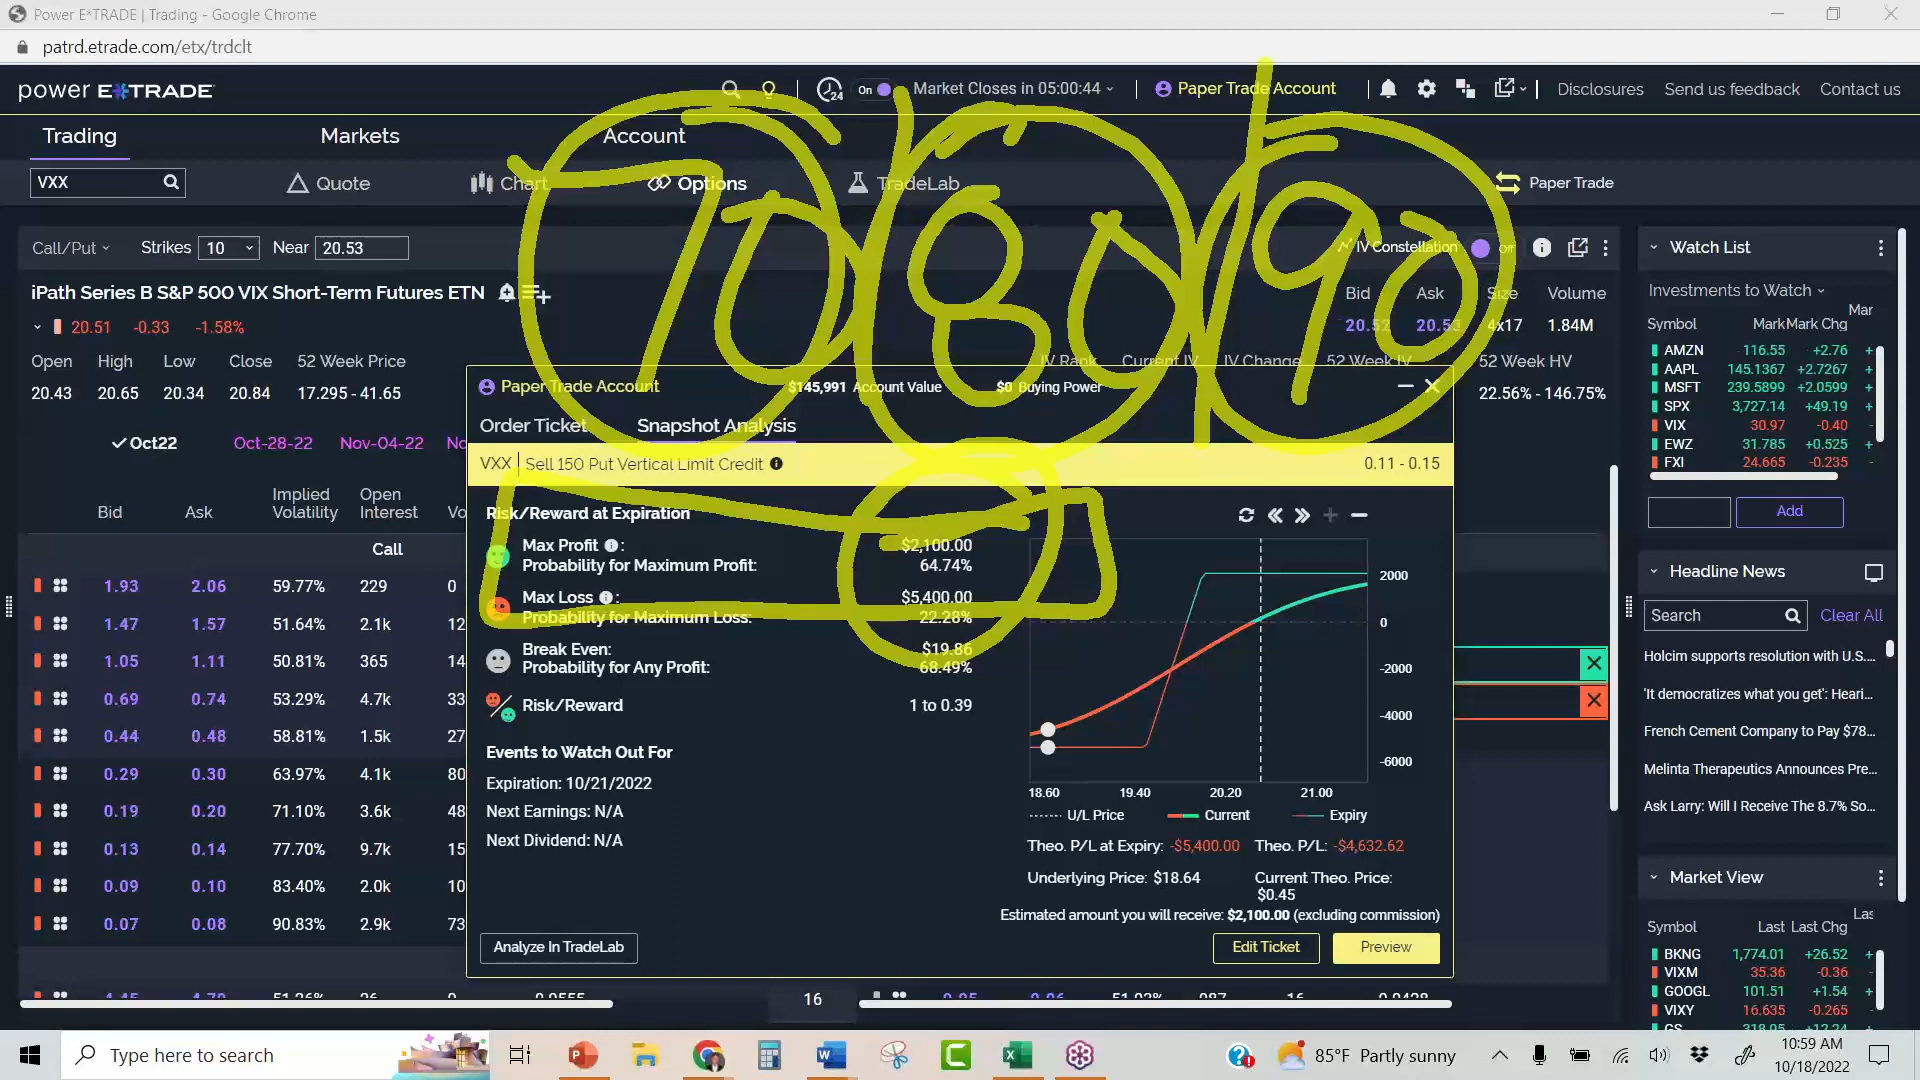 Power E*TRADE | Trading - Google Chrome
patrd.etrade.com/etx/trdclt
power E*TRADE
24 On Market Closes in 05:00:44
Paper Trade Account
Disclosures Send us feedback Contact us
Trading Markets Account
VXX Quote Chart Options TradeLab Paper Trade
70 80 90
Call/Put Strikes 10 Near 20.53 IV Constellation
iPath Series B S&P 500 VIX Short-Term Futures ETN
20.51 -0.33 -1.58%
Bid Ask Size Volume
20.52 4x17 1.84M
Open High Low Close 52 Week Price
20.43 20.65 20.34 20.84 17.295 - 41.65
IV Rank Current IV IV Change 52 Week IV 52 Week HV
22.56% - 146.75%
Oct22 Oct-28-22 Nov-04-22
Bid Ask Implied Volatility Open Interest
Call
1.93 2.06 59.77% 229 0
1.47 1.57 51.64% 2.1k 12
1.05 1.11 50.81% 365 14
0.69 0.74 53.29% 4.7k 33
0.44 0.48 58.81% 1.5k 27
0.29 0.30 63.97% 4.1k 80
0.19 0.20 71.10% 3.6k 48
0.13 0.14 77.70% 9.7k 15
0.09 0.10 83.40% 2.0k 10
0.07 0.08 90.83% 2.9k 73
16
Paper Trade Account $145,991 Account Value $0 Buying Power
Order Ticket Snapshot Analysis
VXX Sell 150 Put Vertical Limit Credit 0.11 - 0.15
Risk/Reward at Expiration
Max Profit : $2,100.00
Probability for Maximum Profit: 64.74%
Max Loss : $5,400.00
Probability for Maximum Loss: 22.28%
Break Even: $19.86
Probability for Any Profit: 68.49%
Risk/Reward 1 to 0.39
Events to Watch Out For
Expiration: 10/21/2022
Next Earnings: N/A
Next Dividend: N/A
2000
0
-2000
-4000
-6000
18.60 19.40 20.20 21.00
U/L Price Current Expiry
Theo. P/L at Expiry: -$5,400.00 Theo. P/L: -$4,632.62
Underlying Price: $18.64 Current Theo. Price: $0.45
Estimated amount you will receive: $2,100.00 (excluding commission)
Analyze In TradeLab Edit Ticket Preview
Watch List
Investments to Watch
Symbol Mark Mark Chg Mar
AMZN 116.55 +2.76 +
AAPL 145.1367 +2.7267 +
MSFT 239.5899 +2.0599 +
SPX 3,727.14 +49.19 +
VIX 30.97 -0.40 -
EWZ 31.785 +0.525 +
FXI 24.665 -0.235 -
Add
Headline News
Search Clear All
Holcim supports resolution with U.S....
'It democratizes what you get': Heari...
French Cement Company to Pay $78...
Melinta Therapeutics Announces Pre...
Ask Larry: Will I Receive The 8.7% So...
Market View
Symbol Last Last Chg
BKNG 1,774.01 +26.52 +
VIXM 35.36 -0.36 -
GOOGL 101.51 +1.54 +
VIXY 16.635 -0.265 -
Type here to search
85°F Partly sunny
10:59 AM
10/18/2022